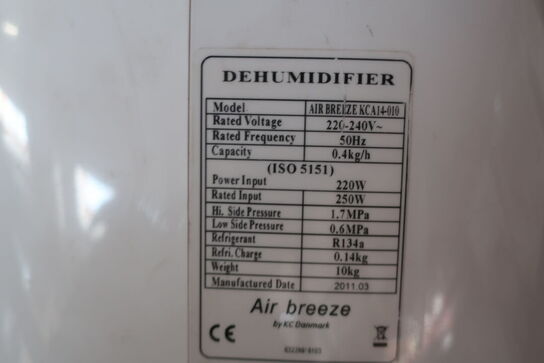 DEHUMIDIFIER
Model AIR BREEZE KCA14-010
Rated Voltage 220-240V~
Rated Frequency 50Hz
Capacity 0.4kg/h
(ISO 5151)
Power Input 220W
Rated Input 250W
Hi. Side Pressure 1.7MPa
Low Side Pressure 0.6MPa
Refrigerant R134a
Refri. Charge 0.14kg
Weight 10kg
Manufactured Date 2011.03
Air breeze
by KC Danmark
CE